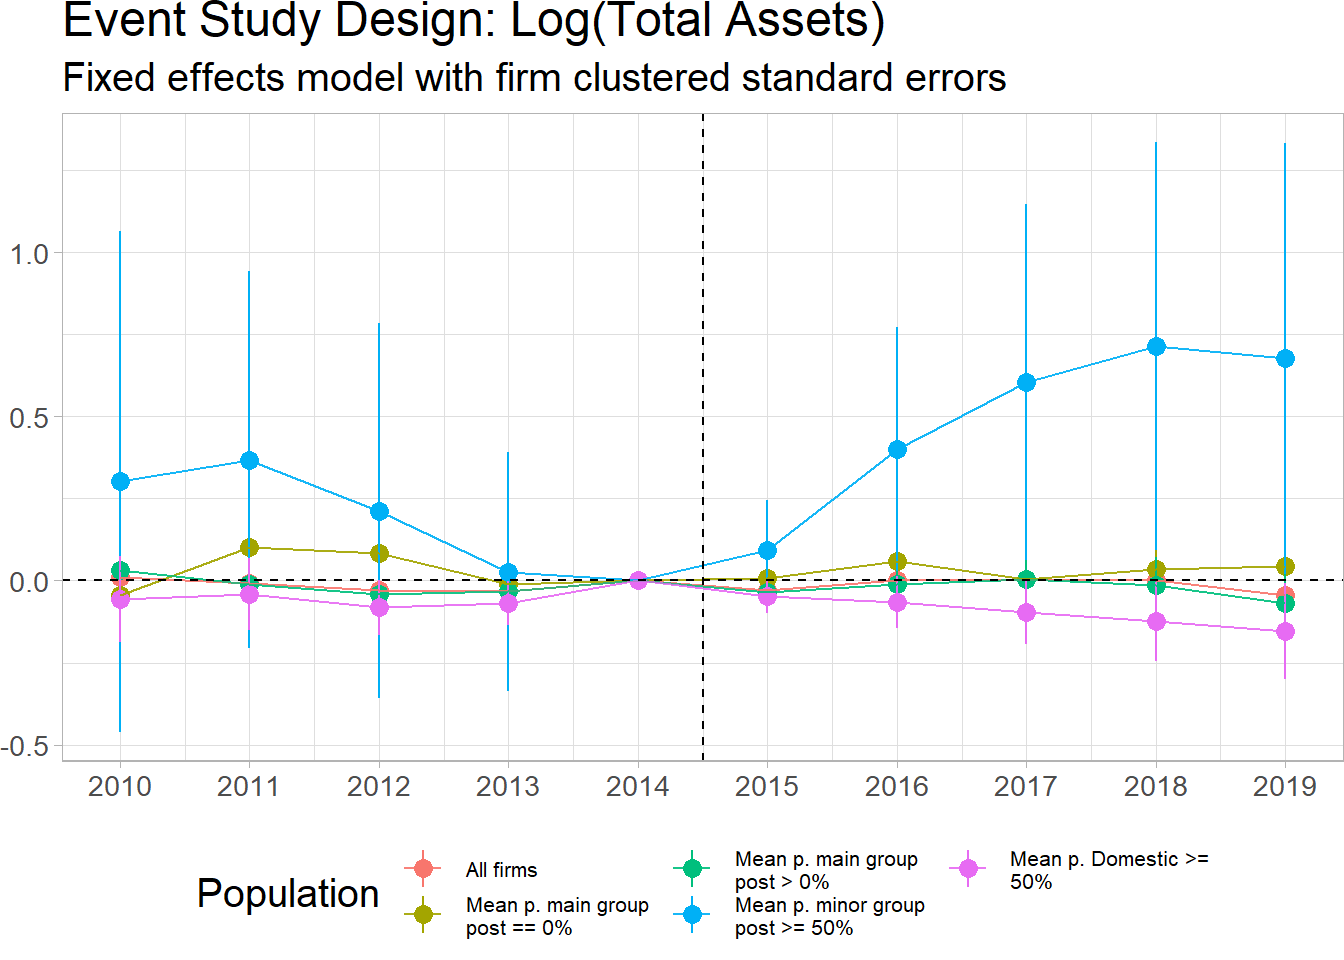 Event Study Design: Log(Total Assets)
Fixed effects model with firm clustered standard errors
1.0
0.5
0.0
-0.5
2010 2011 2012 2013 2014 2015 2016 2017 2018 2019
Population
All firms
Mean p. main group
post == 0%
Mean p. main group
post > 0%
Mean p. minor group
post >= 50%
Mean p. Domestic >=
50%